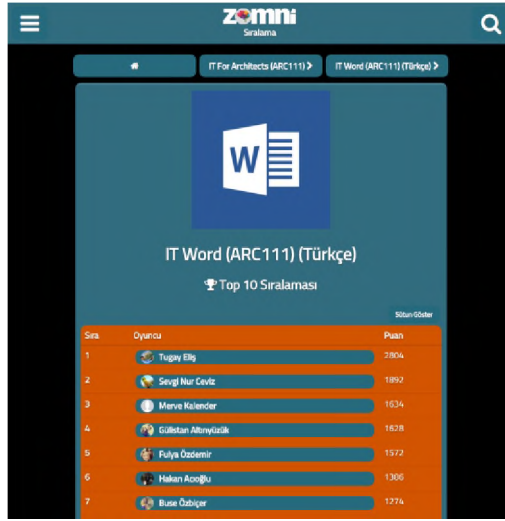 zomni
Sıralama
IT For Architects (ARC111)
IT Word (ARC111) (Türkçe)
W
IT Word (ARC111) (Türkçe)
Top 10 Sıralaması
Sütun Göster
Sıra Oyuncu Puan
1 Tugay Eliş 2804
2 Sevgi Nur Ceviz 1892
3 Merve Kalender 1634
4 Gülistan Altınyüzük 1628
5 Fulya Özdemir 1572
6 Hakan Acıoğlu 1306
7 Buse Özbiçer 1274